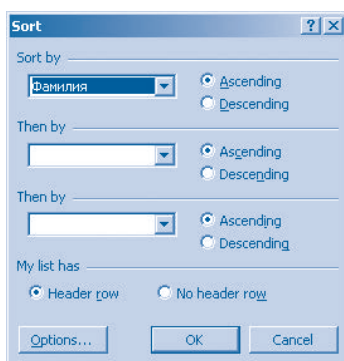 Sort
Sort by
Фамилия
Ascending
Descending
Then by
Ascending
Descending
Then by
Ascending
Descending
My list has
Header row
No header row
Options...
OK
Cancel